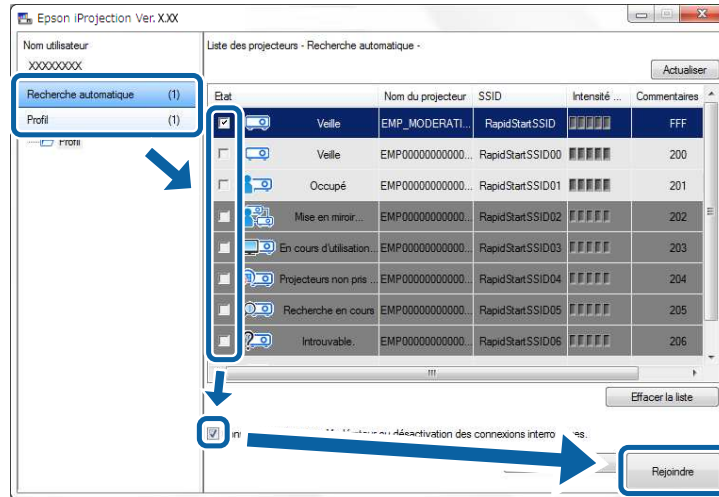 Epson iProjection Ver. X.XX
Nom utilisateur
XXXXXXXX
Liste des projecteurs - Recherche automatique -
Actualiser
Recherche automatique (1)
Profil (1)
Profil
Etat Nom du projecteur SSID Intensité ... Commentaires
Veille EMP_MODERATI... RapidStartSSID FFF
Veille EMP00000000000... RapidStartSSID00 200
Occupé EMP00000000000... RapidStartSSID01 201
Mise en miroir... EMP00000000000... RapidStartSSID02 202
En cours d'utilisation... EMP00000000000... RapidStartSSID03 203
Projecteurs non pris ... EMP00000000000... RapidStartSSID04 204
Recherche en cours EMP00000000000... RapidStartSSID05 205
Introuvable. EMP00000000000... RapidStartSSID06 206
Effacer la liste
ou désactivation des connexions
Rejoindre